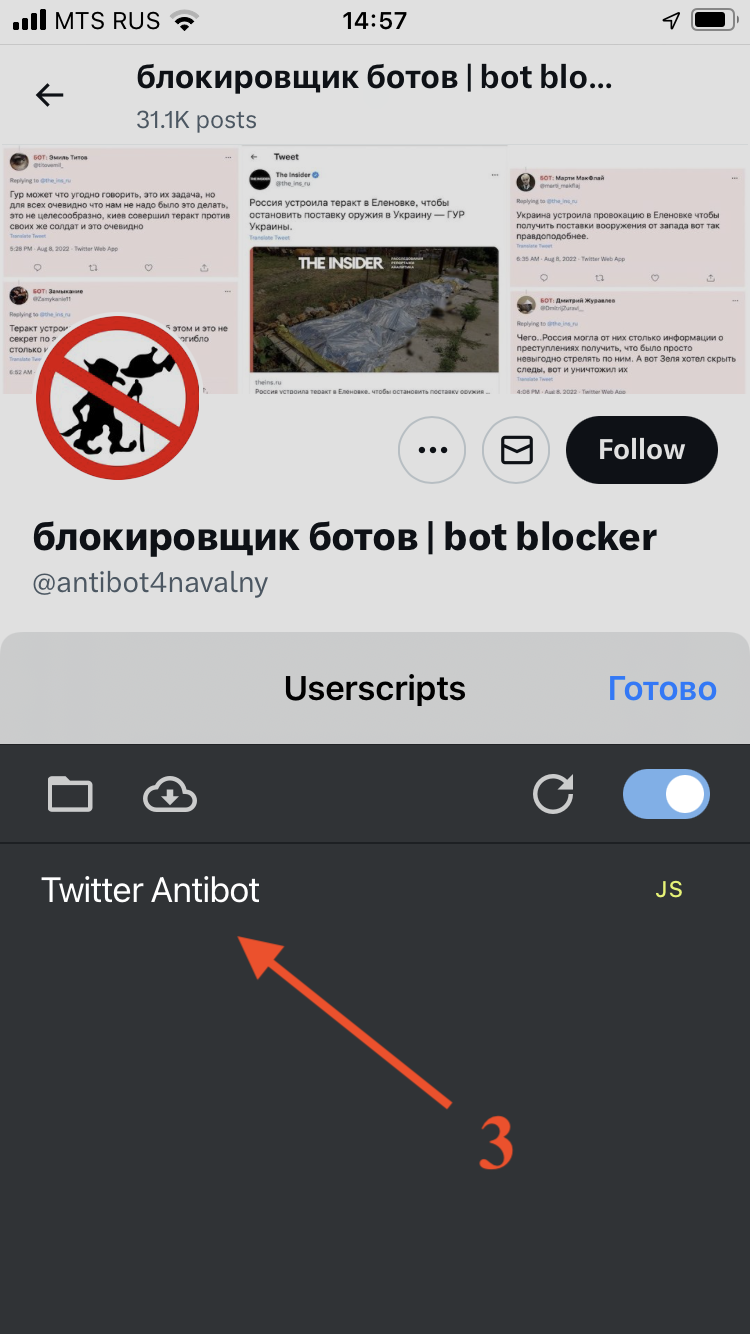 MTS RUS
14:57
блокировщик ботов | bot blo...
31.1K posts
БОТ: Эмиль Титов
Replying to @the_ins_ru
Гур может что угодно говорить, это их задача, но
для всех очевидно что нам не надо было это делать,
это не целесообразно, киев совершил теракт против
своих же солдат и это очевидно
Translate Tweet
5:26 PM · Aug 8, 2022 · Twitter Web App
БОТ: Замыкание
@Zamykanie11
Replying to @the_ins_ru
Теракт устрои
б этом и это не
секрет по з
огибло
столько и
Translate Tw
6:52 AM
Tweet
The Insider
@the_ins_ru
Россия устроила теракт в Еленовке, чтобы
остановить поставку оружия в Украину — ГУР
Украины.
Translate Tweet
THE INSIDER
theins.ru
Россия устроила теракт в Еленовке, чтобы остановить поставку оружия ...
БОТ: Марти МакФлай
@marti_makflaj
Replying to @the_ins_ru
Украина устроила провокацию в Еленовке чтобы
получить поставки вооружения от запада вот так
правдоподобнее.
Translate Tweet
6:35 AM · Aug 8, 2022 · Twitter Web App
БОТ: Дмитрий Журавлев
Replying to @the_ins_ru
Чего..Россия могла от них столько информации о
преступлениях получить, что было просто
невыгодно стрелять по ним. А вот Зеля хотел скрыть
следы, вот и уничтожил их
Translate Tweet
4:08 PM · Aug 8, 2022 · Twitter Web App
Follow
блокировщик ботов | bot blocker
@antibot4navalny
Userscripts
Готово
Twitter Antibot
JS
3